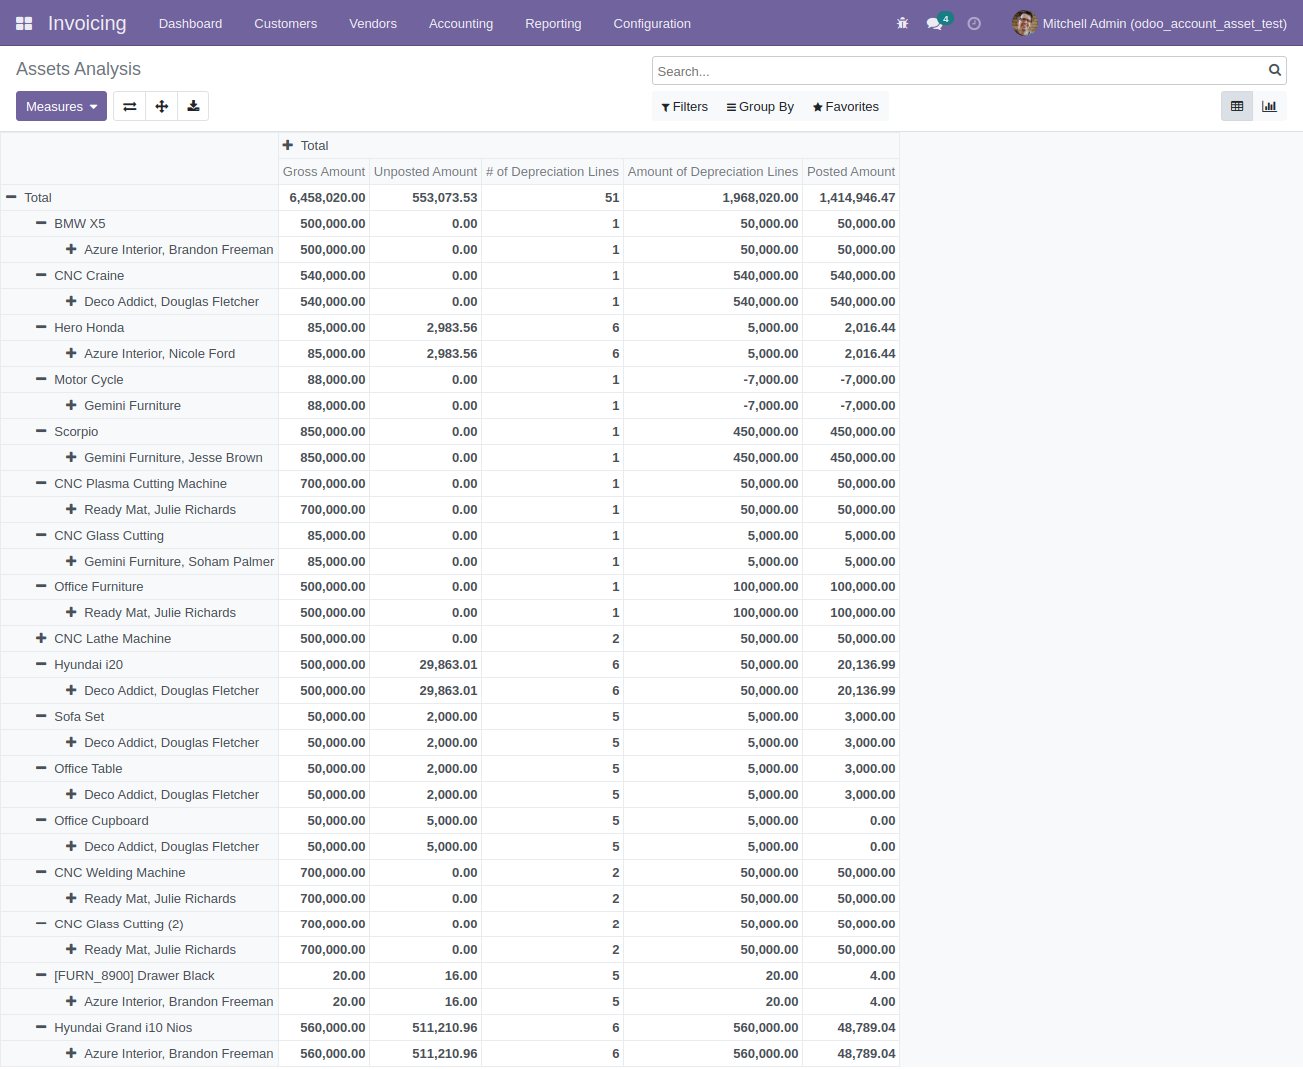 Invoicing Dashboard Customers Vendors Accounting Reporting Configuration 4 Mitchell Admin (odoo_account_asset_test)
Assets Analysis Search...
Measures Filters Group By Favorites
Total
Gross Amount Unposted Amount # of Depreciation Lines Amount of Depreciation Lines Posted Amount
Total 6,458,020.00 553,073.53 51 1,968,020.00 1,414,946.47
BMW X5 500,000.00 0.00 1 50,000.00 50,000.00
Azure Interior, Brandon Freeman 500,000.00 0.00 1 50,000.00 50,000.00
CNC Craine 540,000.00 0.00 1 540,000.00 540,000.00
Deco Addict, Douglas Fletcher 540,000.00 0.00 1 540,000.00 540,000.00
Hero Honda 85,000.00 2,983.56 6 5,000.00 2,016.44
Azure Interior, Nicole Ford 85,000.00 2,983.56 6 5,000.00 2,016.44
Motor Cycle 88,000.00 0.00 1 -7,000.00 -7,000.00
Gemini Furniture 88,000.00 0.00 1 -7,000.00 -7,000.00
Scorpio 850,000.00 0.00 1 450,000.00 450,000.00
Gemini Furniture, Jesse Brown 850,000.00 0.00 1 450,000.00 450,000.00
CNC Plasma Cutting Machine 700,000.00 0.00 1 50,000.00 50,000.00
Ready Mat, Julie Richards 700,000.00 0.00 1 50,000.00 50,000.00
CNC Glass Cutting 85,000.00 0.00 1 5,000.00 5,000.00
Gemini Furniture, Soham Palmer 85,000.00 0.00 1 5,000.00 5,000.00
Office Furniture 500,000.00 0.00 1 100,000.00 100,000.00
Ready Mat, Julie Richards 500,000.00 0.00 1 100,000.00 100,000.00
CNC Lathe Machine 500,000.00 0.00 2 50,000.00 50,000.00
Hyundai i20 500,000.00 29,863.01 6 50,000.00 20,136.99
Deco Addict, Douglas Fletcher 500,000.00 29,863.01 6 50,000.00 20,136.99
Sofa Set 50,000.00 2,000.00 5 5,000.00 3,000.00
Deco Addict, Douglas Fletcher 50,000.00 2,000.00 5 5,000.00 3,000.00
Office Table 50,000.00 2,000.00 5 5,000.00 3,000.00
Deco Addict, Douglas Fletcher 50,000.00 2,000.00 5 5,000.00 3,000.00
Office Cupboard 50,000.00 5,000.00 5 5,000.00 0.00
Deco Addict, Douglas Fletcher 50,000.00 5,000.00 5 5,000.00 0.00
CNC Welding Machine 700,000.00 0.00 2 50,000.00 50,000.00
Ready Mat, Julie Richards 700,000.00 0.00 2 50,000.00 50,000.00
CNC Glass Cutting (2) 700,000.00 0.00 2 50,000.00 50,000.00
Ready Mat, Julie Richards 700,000.00 0.00 2 50,000.00 50,000.00
[FURN_8900] Drawer Black 20.00 16.00 5 20.00 4.00
Azure Interior, Brandon Freeman 20.00 16.00 5 20.00 4.00
Hyundai Grand i10 Nios 560,000.00 511,210.96 6 560,000.00 48,789.04
Azure Interior, Brandon Freeman 560,000.00 511,210.96 6 560,000.00 48,789.04